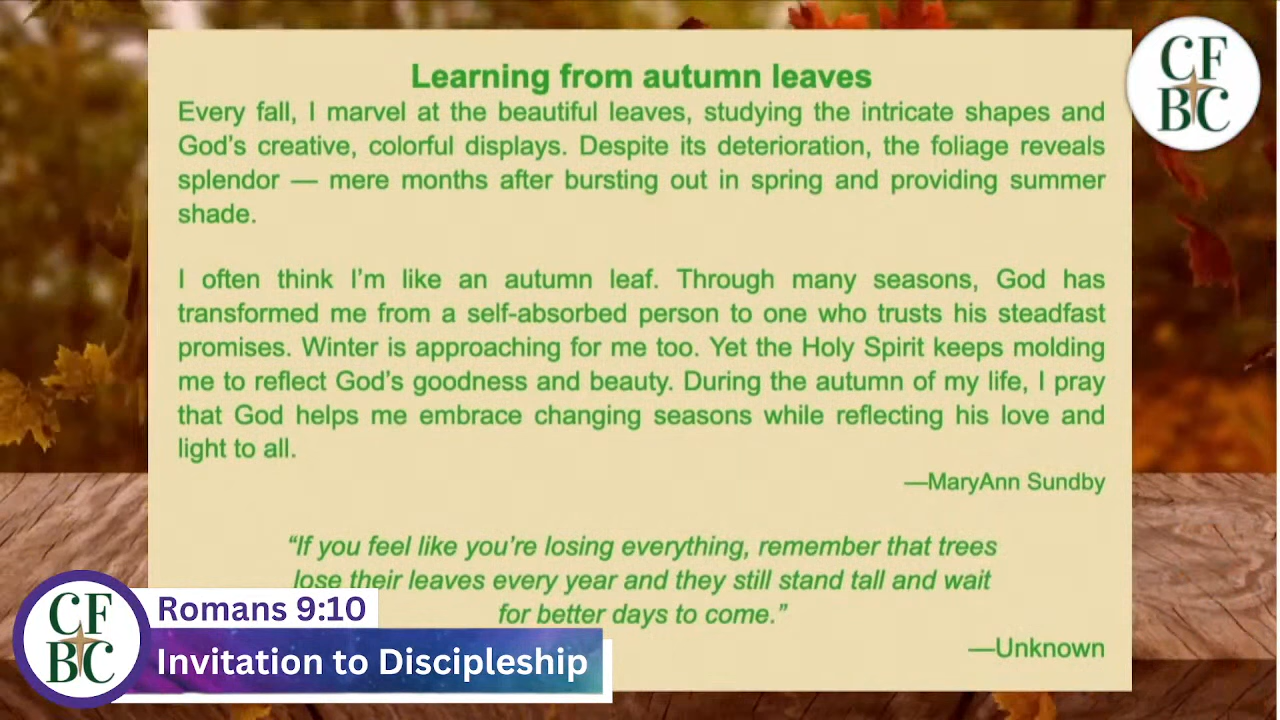 CF
BC
Learning from autumn leaves
Every fall, I marvel at the beautiful leaves, studying the intricate shapes and
God's creative, colorful displays. Despite its deterioration, the foliage reveals
splendor — mere months after bursting out in spring and providing summer
shade.
I often think I'm like an autumn leaf. Through many seasons, God has
transformed me from a self-absorbed person to one who trusts his steadfast
promises. Winter is approaching for me too. Yet the Holy Spirit keeps molding
me to reflect God's goodness and beauty. During the autumn of my life, I pray
that God helps me embrace changing seasons while reflecting his love and
light to all.
—MaryAnn Sundby
“If you feel like you're losing everything, remember that trees
lose their leaves every year and they still stand tall and wait
for better days to come.”
—Unknown
CF
BC
Romans 9:10
Invitation to Discipleship